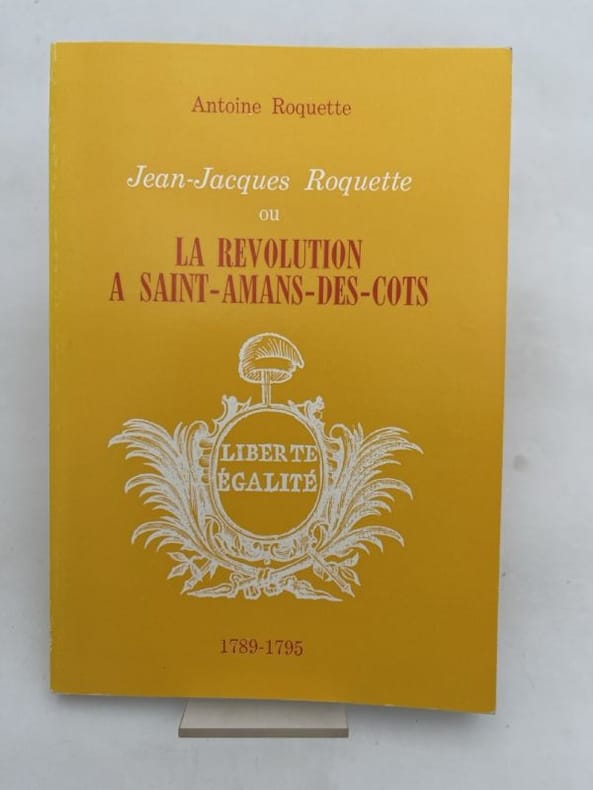 Antoine Roquette
Jean-Jacques Roquette
ou
LA REVOLUTION
A SAINT-AMANS-DES-COTS
LIBERTE
ÉGALITÉ
1789-1795